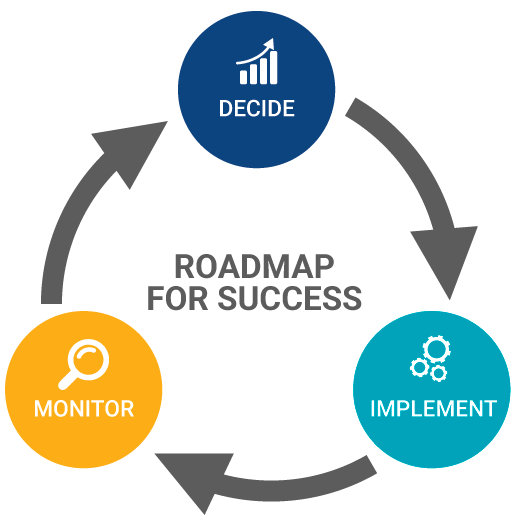 DECIDE
ROADMAP
FOR SUCCESS
MONITOR
IMPLEMENT